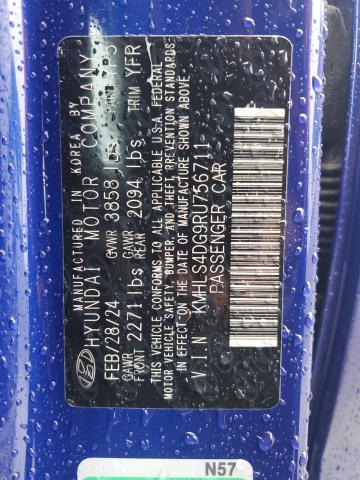 MANUFACTURED IN KOREA BY
HYUNDAI MOTOR COMPANY
FEB/28/24 GVWR 3858 LBS PAINT YP5
GAWR FRONT 2271 lbs GAWR REAR 2094 lbs TRIM YFR
THIS VEHICLE CONFORMS TO ALL APPLICABLE U.S.A. FEDERAL
MOTOR VEHICLE SAFETY, BUMPER, AND THEFT PREVENTION STANDARDS
IN EFFECT ON THE DATE OF MANUFACTURE SHOWN ABOVE.
V.I.N : KMHLS4DG9RU756711
PASSENGER CAR
N57